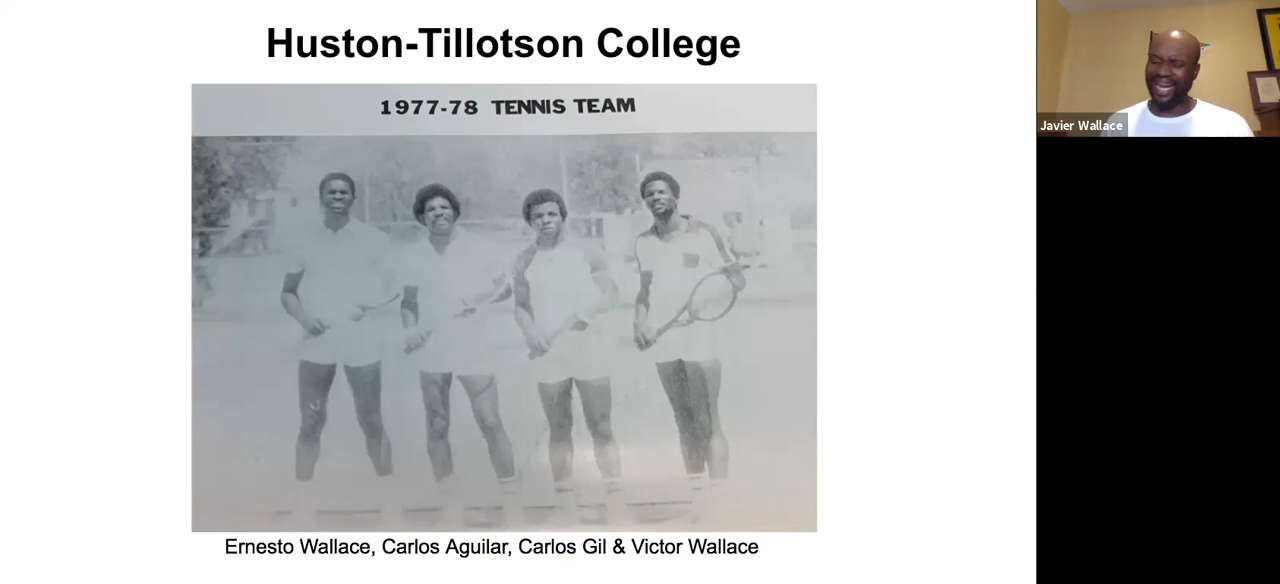 Huston-Tillotson College
1977-78 TENNIS TEAM
Ernesto Wallace, Carlos Aguilar, Carlos Gil & Victor Wallace
Javier Wallace